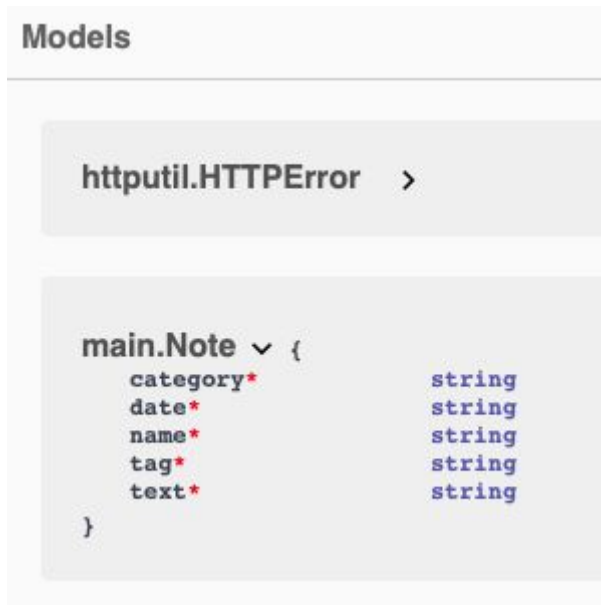 Models
httputil.HTTPError >
main.Note ⌄ {
category* string
date* string
name* string
tag* string
text* string
}